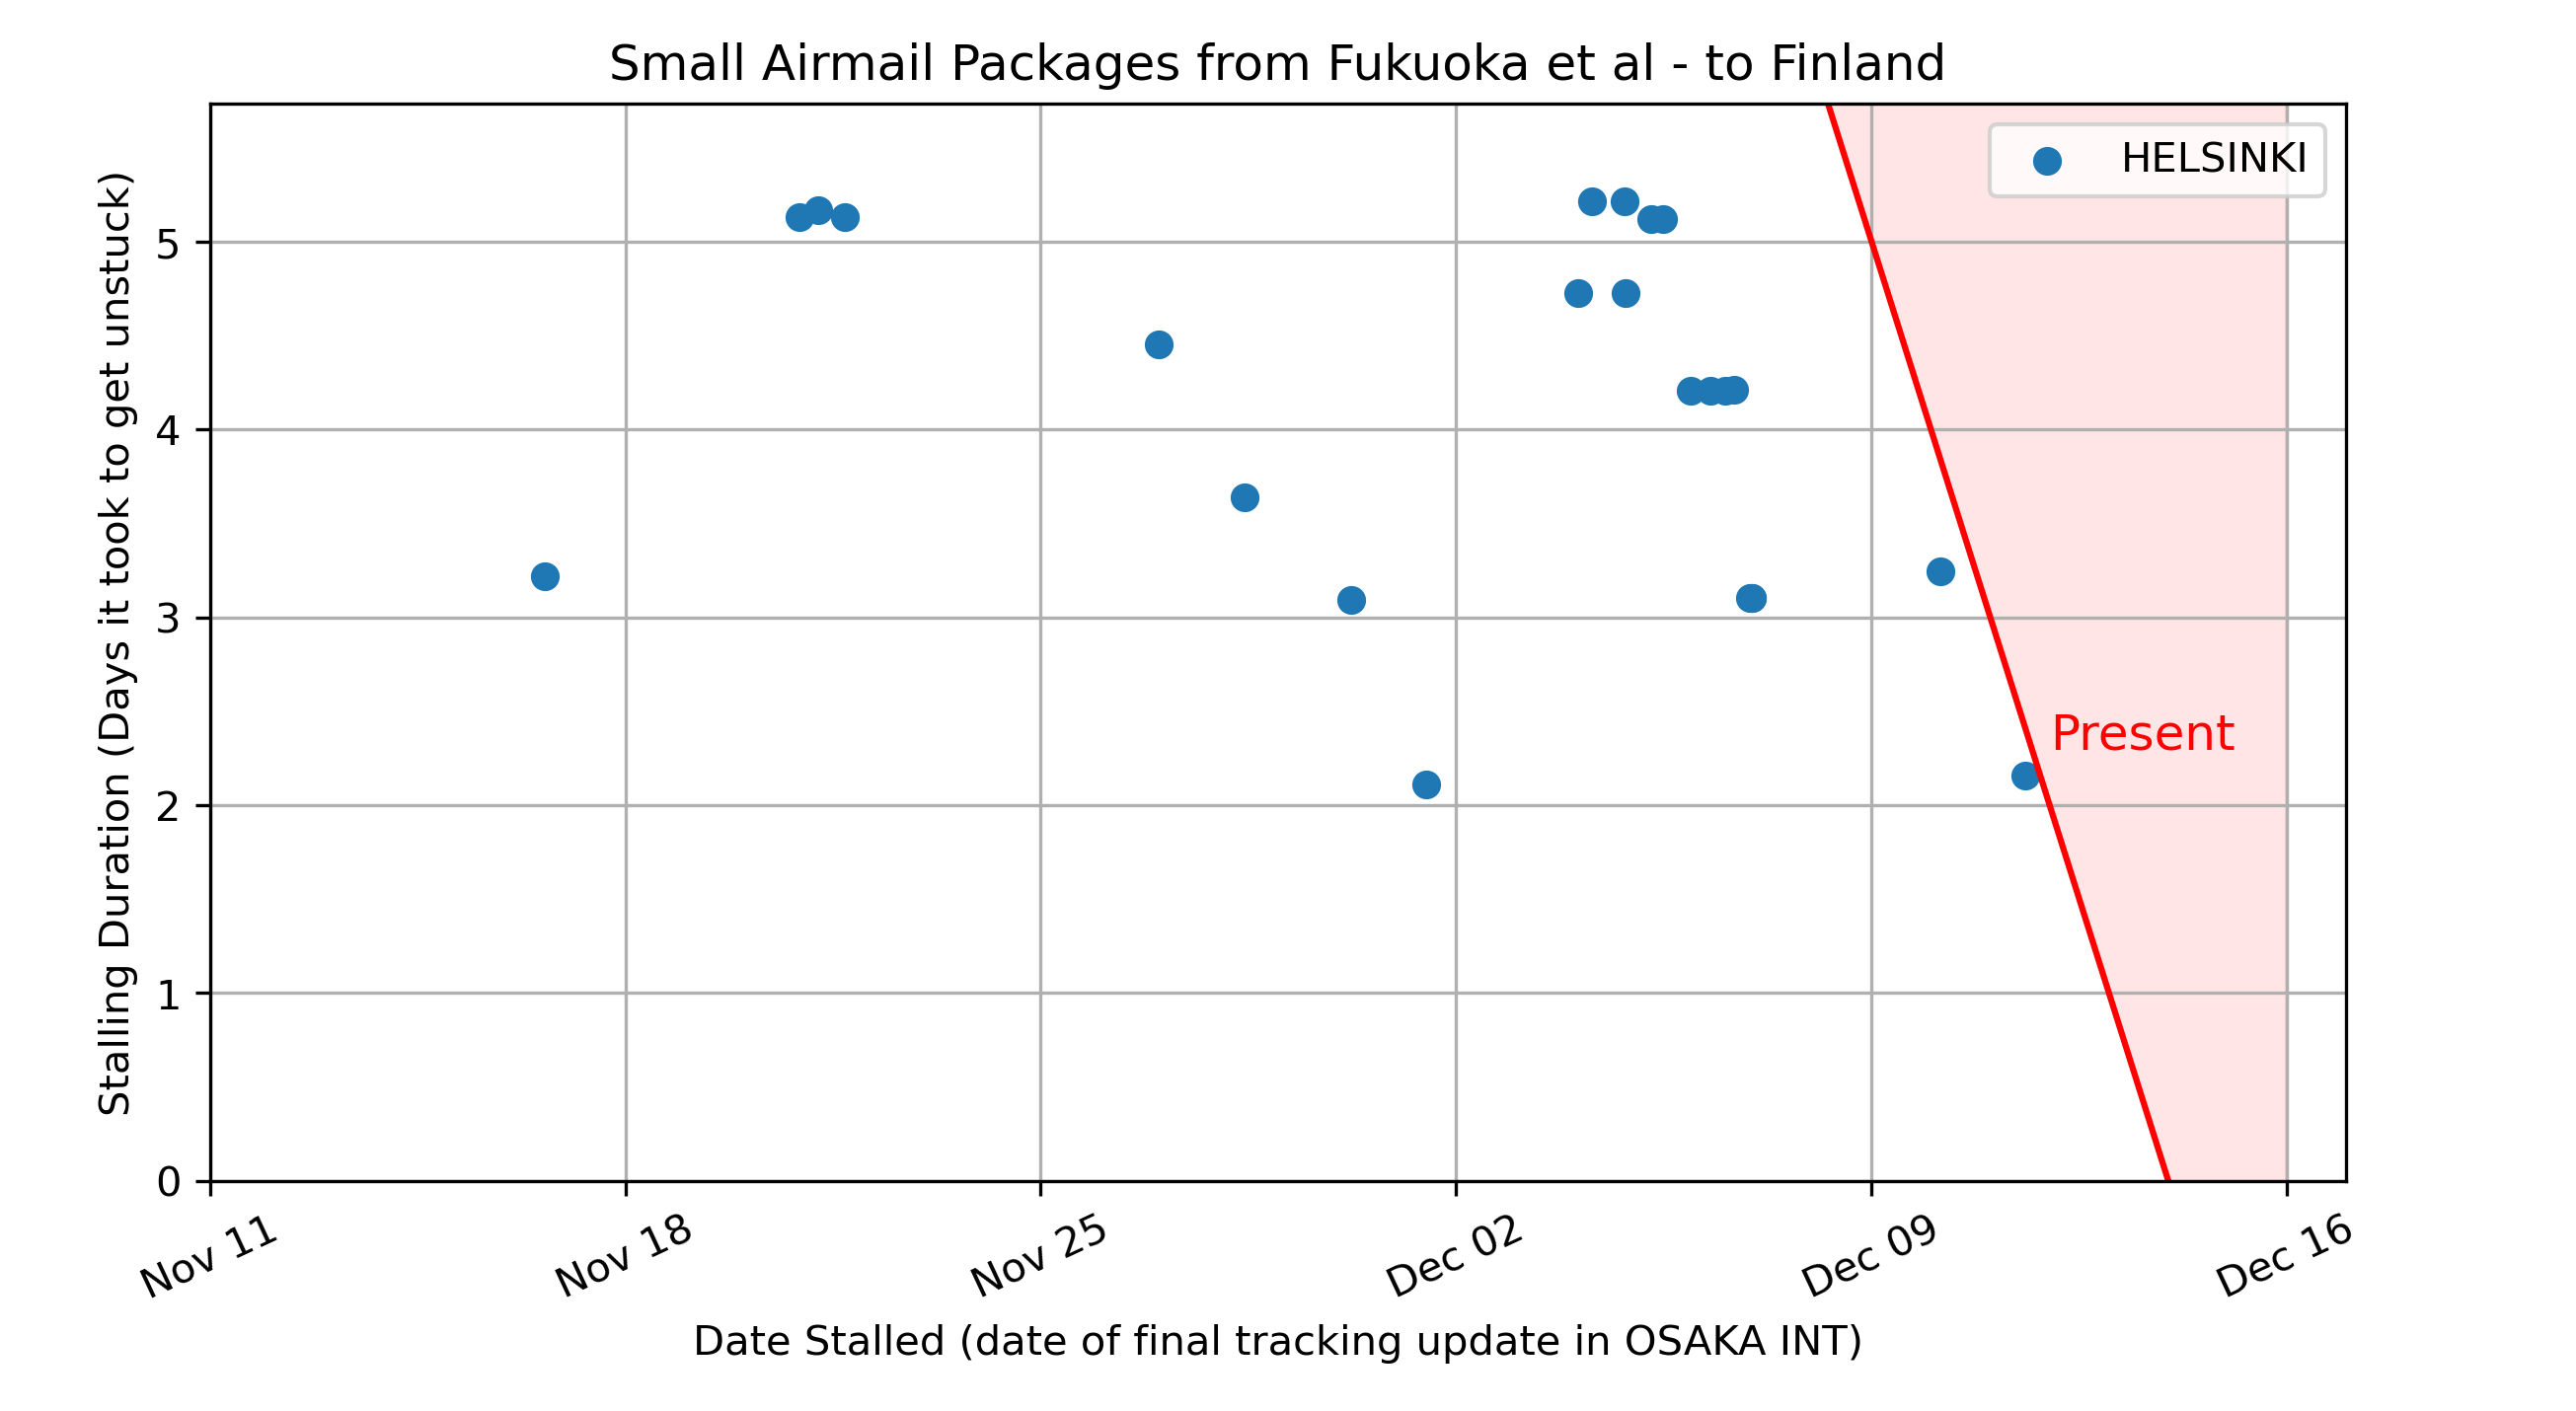 Small Airmail Packages from Fukuoka et al - to Finland
HELSINKI
Stalling Duration (Days it took to get unstuck)
5
4
3
2
1
0
Present
Nov 11
Nov 18
Nov 25
Dec 02
Dec 09
Dec 16
Date Stalled (date of final tracking update in OSAKA INT)